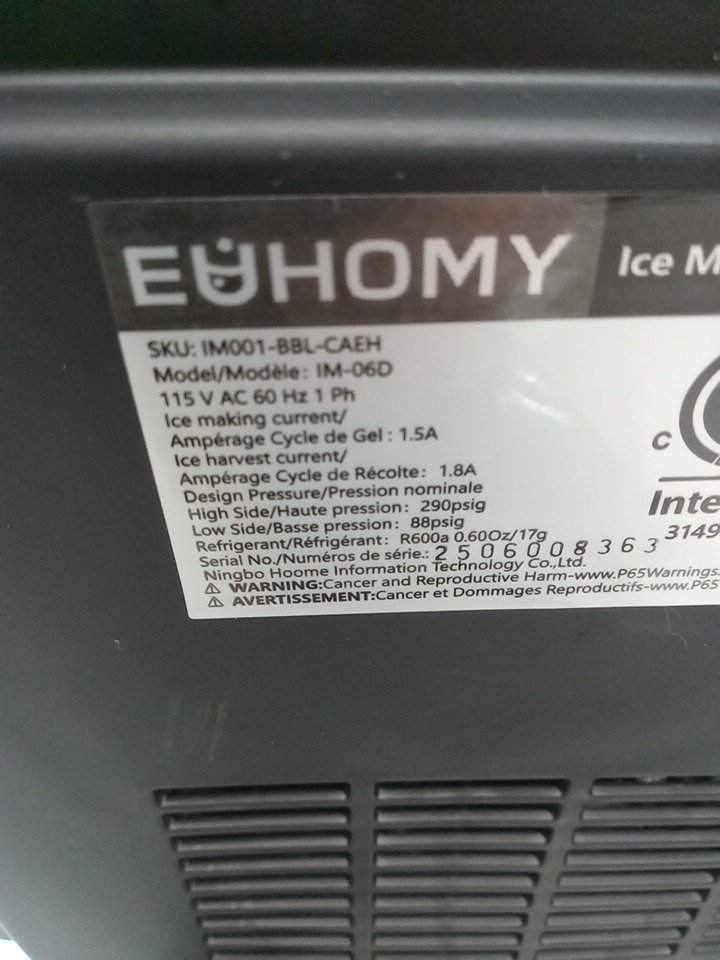 EUHOMY
Ice M
SKU: IM001-BBL-CAEH
Model/Modèle: IM-06D
115 V AC 60 Hz 1 Ph
Ice making current/
Ampérage Cycle de Gel : 1.5A
Ice harvest current/
Ampérage Cycle de Récolte: 1.8A
Design Pressure/Pression nominale
High Side/Haute pression: 290psig
Low Side/Basse pression: 88psig
Refrigerant/Réfrigérant: R600a 0.60Oz/17g
Serial No./Numéros de série.: 2506008363
Ningbo Hoome Information Technology Co.,Ltd.
⚠ WARNING:Cancer and Reproductive Harm-www.P65Warnings.
⚠ AVERTISSEMENT:Cancer et Dommages Reproductifs-www.P65
c
Inte
3149